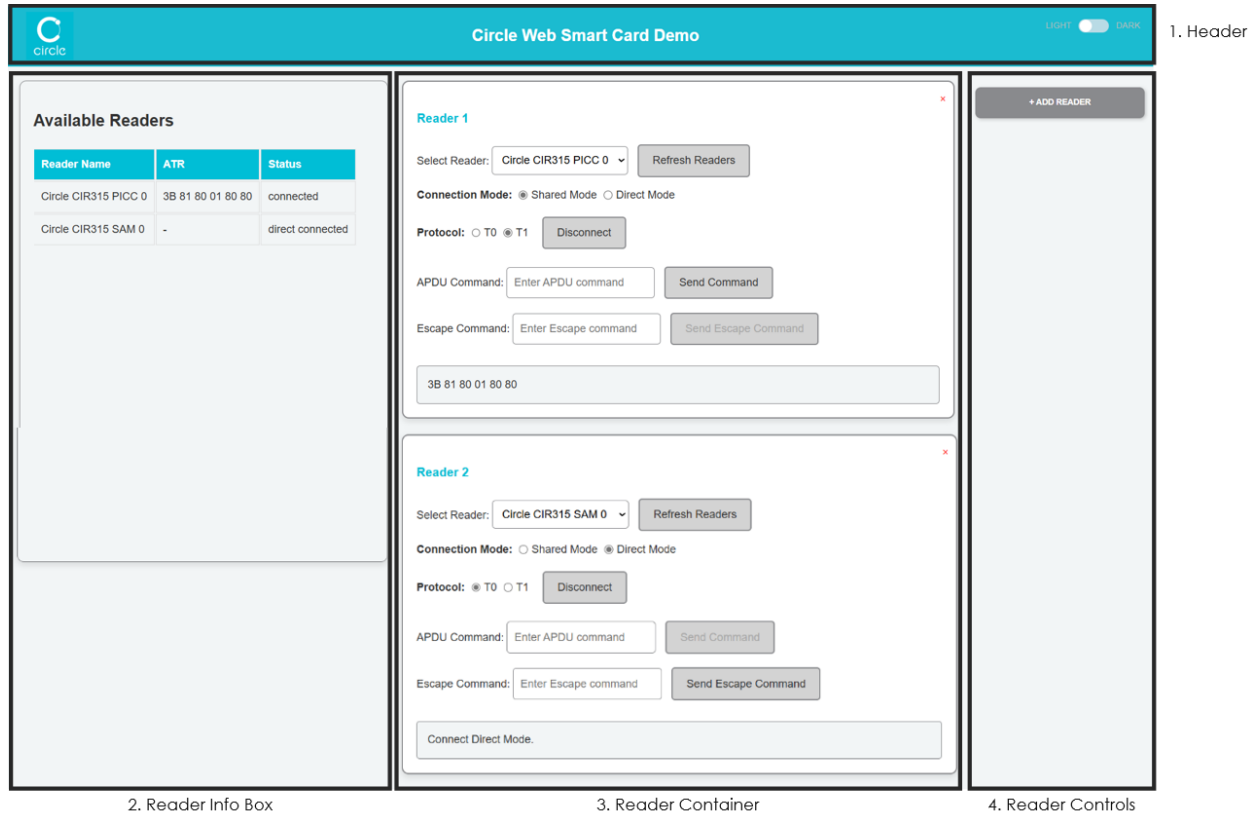 circle
Circle Web Smart Card Demo
LIGHT DARK
1. Header
Available Readers
Reader Name ATR Status
Circle CIR315 PICC 0 3B 81 80 01 80 80 connected
Circle CIR315 SAM 0 - direct connected
×
Reader 1
Select Reader: Circle CIR315 PICC 0 Refresh Readers
Connection Mode: Shared Mode Direct Mode
Protocol: T0 T1 Disconnect
APDU Command: Enter APDU command Send Command
Escape Command: Enter Escape command Send Escape Command
3B 81 80 01 80 80
×
Reader 2
Select Reader: Circle CIR315 SAM 0 Refresh Readers
Connection Mode: Shared Mode Direct Mode
Protocol: T0 T1 Disconnect
APDU Command: Enter APDU command Send Command
Escape Command: Enter Escape command Send Escape Command
Connect Direct Mode.
+ ADD READER
2. Reader Info Box
3. Reader Container
4. Reader Controls